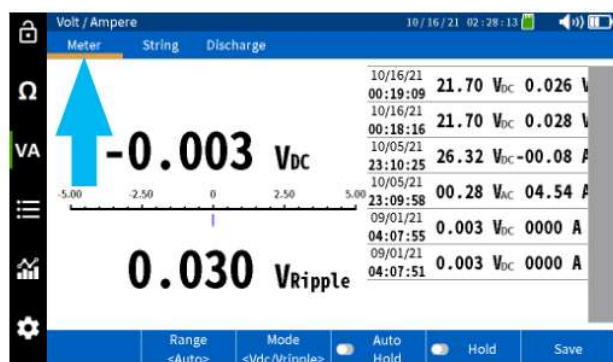 Volt / Ampere 10/16/21 02:28:13
Meter String Discharge
Ω
VA
-0.003 VDC
-5.00 -2.50 0 2.50 5.00
0.030 VRipple
10/16/21
00:19:09 21.70 VDC 0.026 V
10/16/21
00:18:16 21.70 VDC 0.028 V
10/05/21
23:10:25 26.32 VDC -00.08 A
10/05/21
23:09:58 00.28 VAC 04.54 A
09/01/21
04:07:55 0.003 VDC 0000 A
09/01/21
04:07:51 0.003 VDC 0000 A
Range Mode Auto Hold Save
<Auto> <Vdc/Vripple> Hold